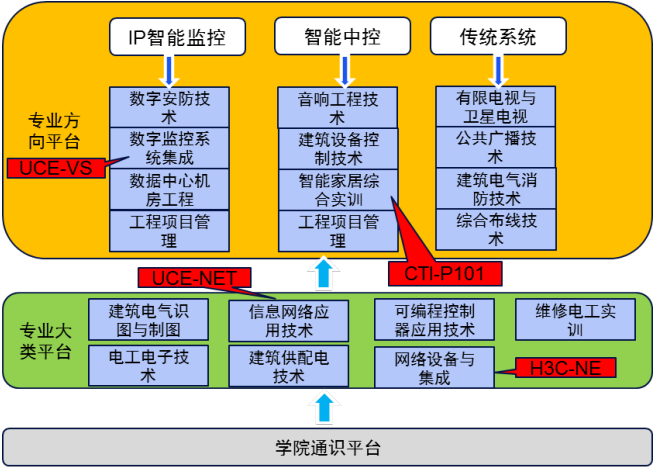 IP智能监控
智能中控
传统系统
专业方
向平台
数字安防技
术
数字监控系
统集成
数据中心机
房工程
工程项目管
理
音响工程技
术
建筑设备控
制技术
智能家居综
合实训
工程项目管
理
有限电视与
卫星电视
公共广播技
术
建筑电气消
防技术
综合布线技
术
UCE-VS
UCE-NET
CTI-P101
专业大
类平台
建筑电气识
图与制图
信息网络应
用技术
可编程控制
器应用技术
维修电工实
训
电工电子技
术
建筑供配电
技术
网络设备与
集成
H3C-NE
学院通识平台